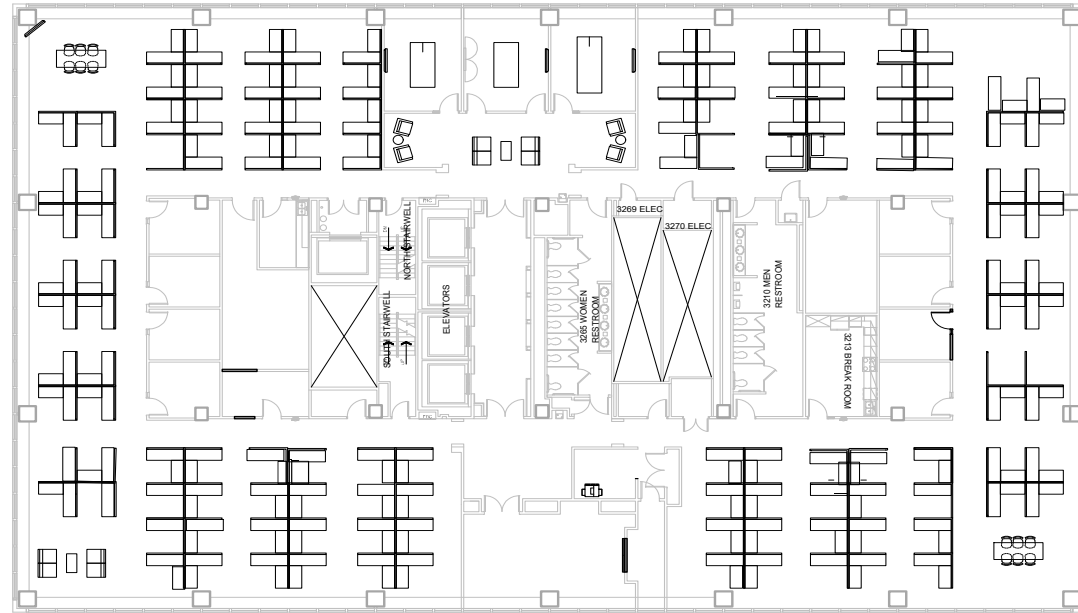 3269 ELEC
3270 ELEC
NORTH STAIRWELL
SOUTH STAIRWELL
ELEVATORS
3265 WOMEN
RESTROOM
3210 MEN
RESTROOM
3213 BREAK ROOM